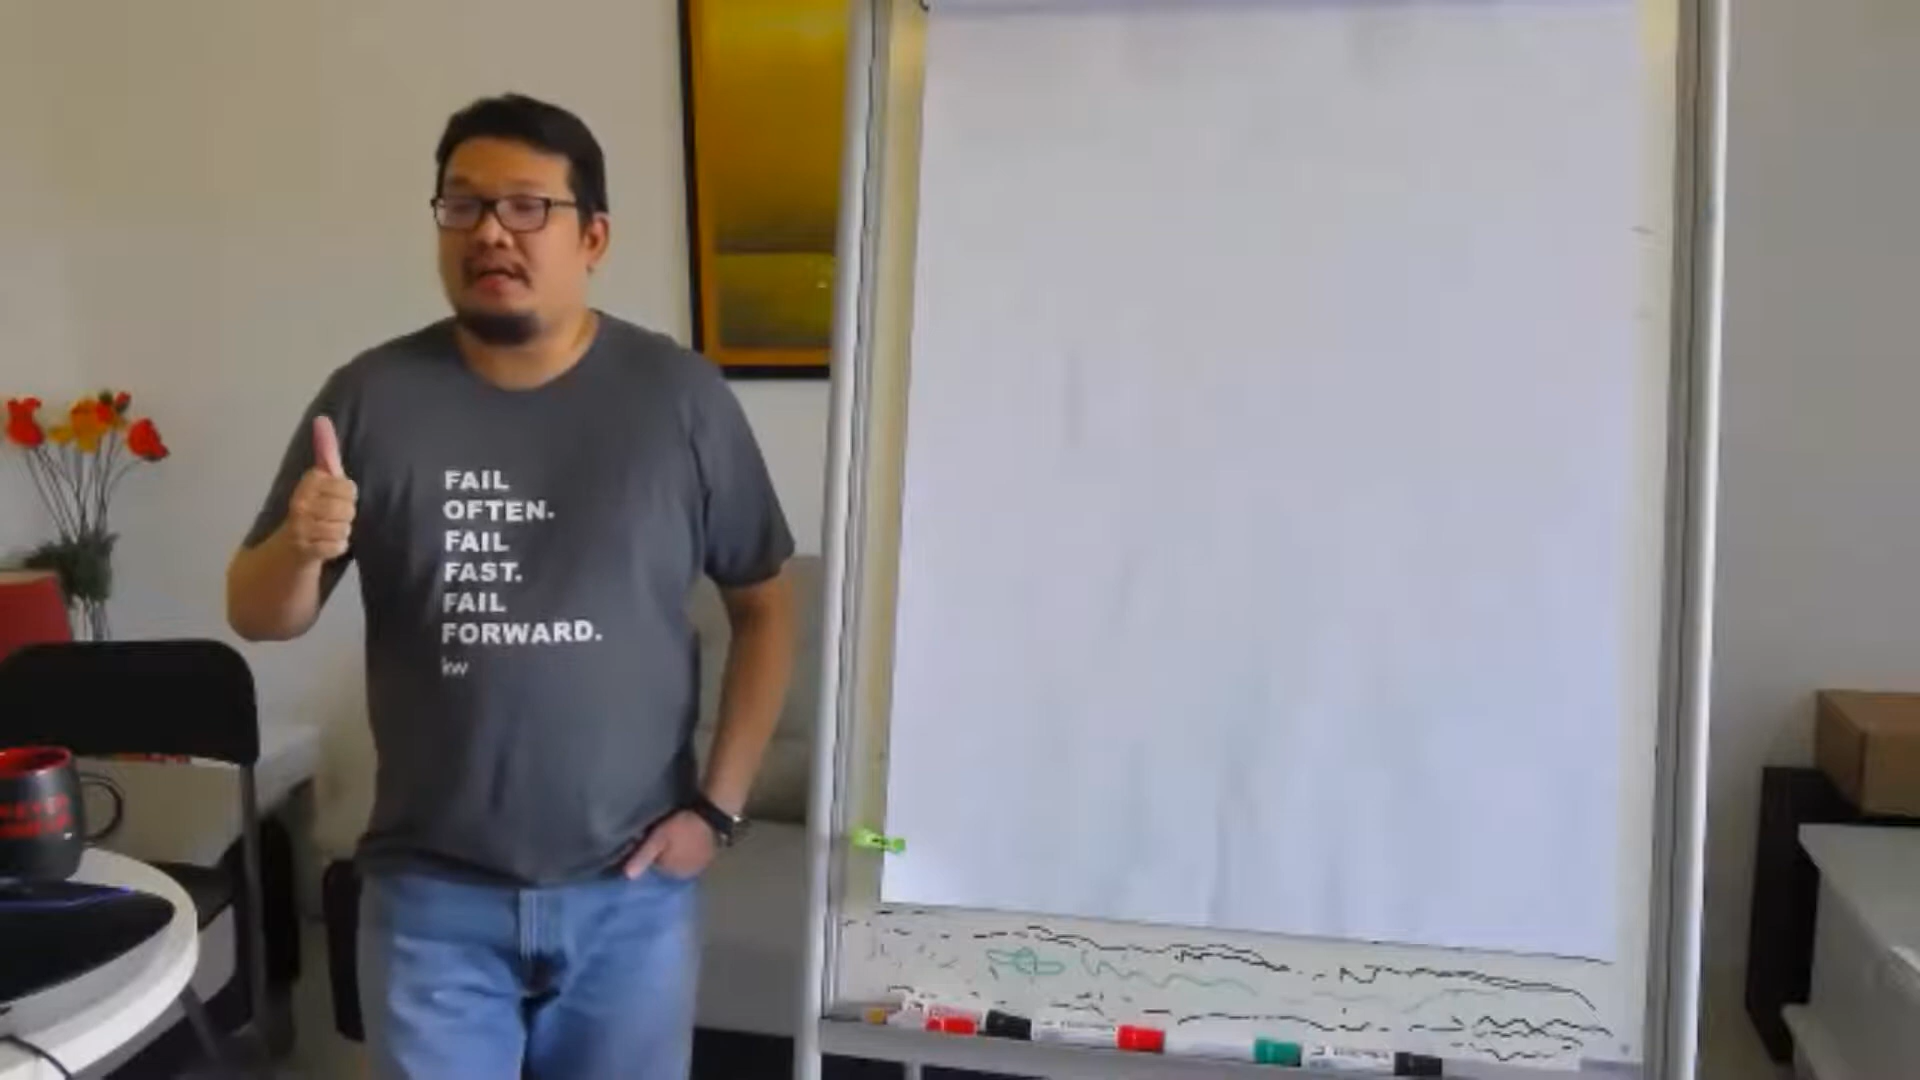 FAIL
OFTEN.
FAIL
FAST.
FAIL
FORWARD.
kw